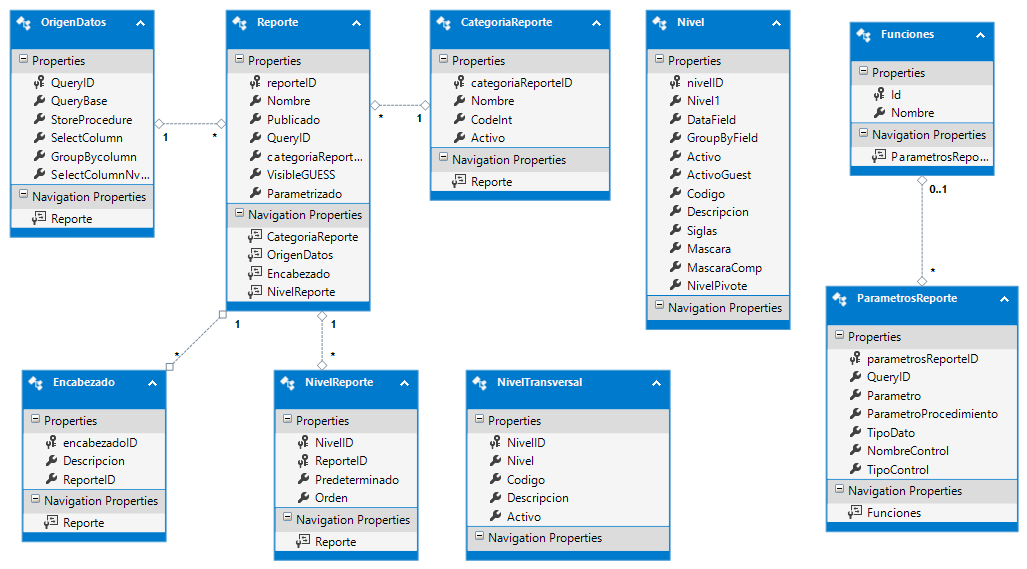 OrigenDatos
Properties
QueryID
QueryBase
StoreProcedure
SelectColumn
GroupBycolumn
SelectColumnNv...
Navigation Properties
Reporte
1
*
Reporte
Properties
reporteID
Nombre
Publicado
QueryID
categoriaReport...
VisibleGUESS
Parametrizado
Navigation Properties
CategoriaReporte
OrigenDatos
Encabezado
NivelReporte
*
1
CategoriaReporte
Properties
categoriaReporteID
Nombre
CodeInt
Activo
Navigation Properties
Reporte
Nivel
Properties
nivelID
Nivel1
DataField
GroupByField
Activo
ActivoGuest
Codigo
Descripcion
Siglas
Mascara
MascaraComp
NivelPivote
Navigation Properties
Funciones
Properties
Id
Nombre
Navigation Properties
ParametrosRepo...
0..1
*
1
*
1
*
Encabezado
Properties
encabezadoID
Descripcion
ReporteID
Navigation Properties
Reporte
NivelReporte
Properties
NivelID
ReporteID
Predeterminado
Orden
Navigation Properties
Reporte
NivelTransversal
Properties
NivelID
Nivel
Codigo
Descripcion
Activo
Navigation Properties
ParametrosReporte
Properties
parametrosReporteID
QueryID
Parametro
ParametroProcedimiento
TipoDato
NombreControl
TipoControl
Navigation Properties
Funciones